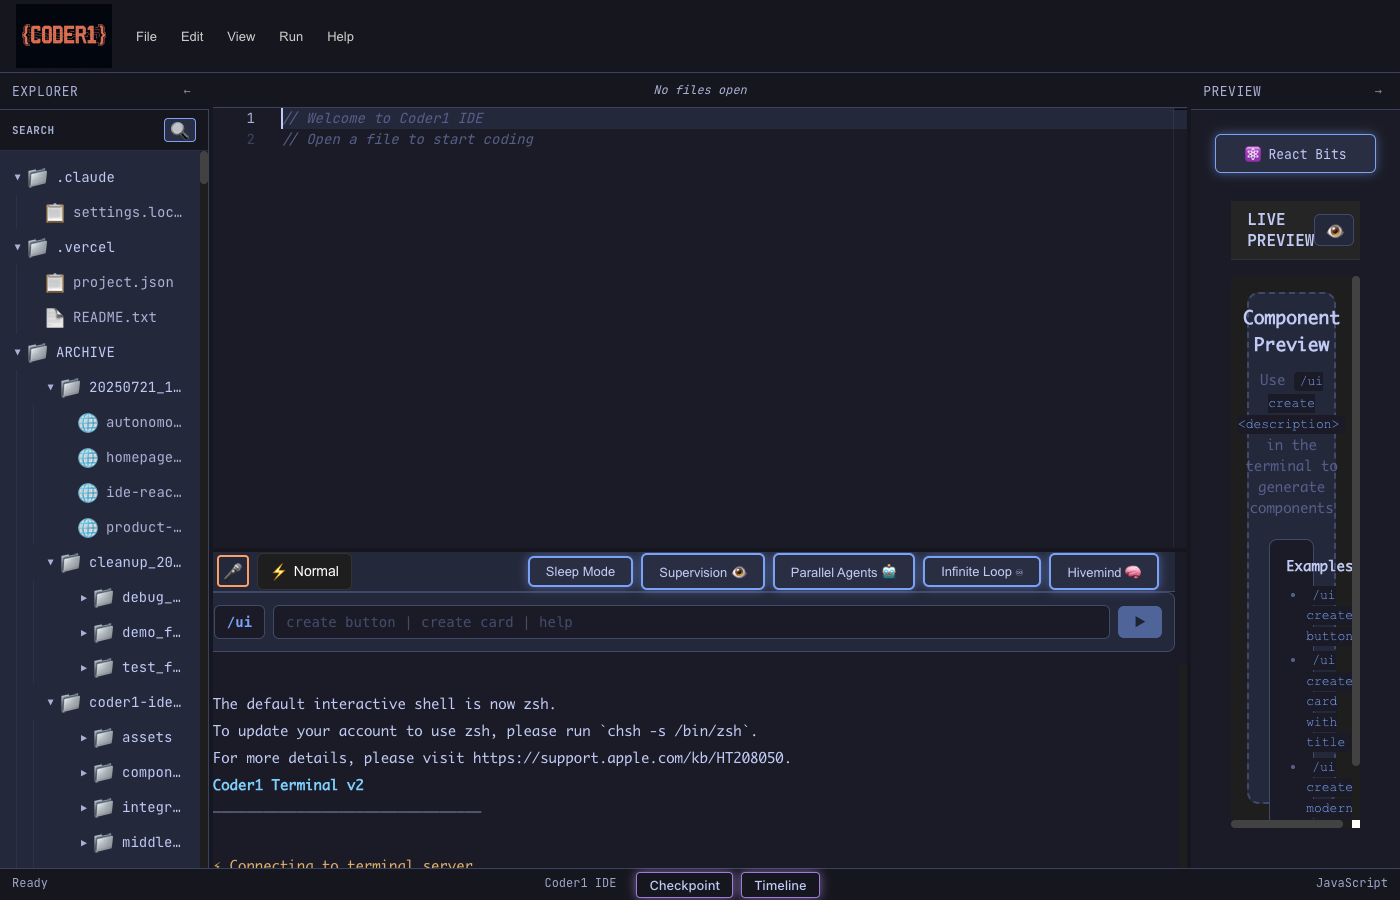 {CODER1}
File Edit View Run Help
EXPLORER ←
SEARCH
.claude
settings.loc…
.vercel
project.json
README.txt
ARCHIVE
20250721_1…
autonomo…
homepage…
ide-reac…
product-…
cleanup_20…
debug_…
demo_f…
test_f…
coder1-ide…
assets
compon…
integr…
middle…
No files open
1 // Welcome to Coder1 IDE
2 // Open a file to start coding
⚡ Normal
Sleep Mode
Supervision 👁️
Parallel Agents 🤖
Infinite Loop ♾
Hivemind 🧠
/ui
create button | create card | help
The default interactive shell is now zsh.
To update your account to use zsh, please run `chsh -s /bin/zsh`.
For more details, please visit https://support.apple.com/kb/HT208050.
Coder1 Terminal v2
⚡ Connecting to terminal server
PREVIEW →
⚛️ React Bits
LIVE
PREVIEW
Component
Preview
Use /ui
create
<description>
in the
terminal to
generate
components
Examples
• /ui
create
button
• /ui
create
card
with
title
• /ui
create
modern
Ready
Coder1 IDE
Checkpoint
Timeline
JavaScript